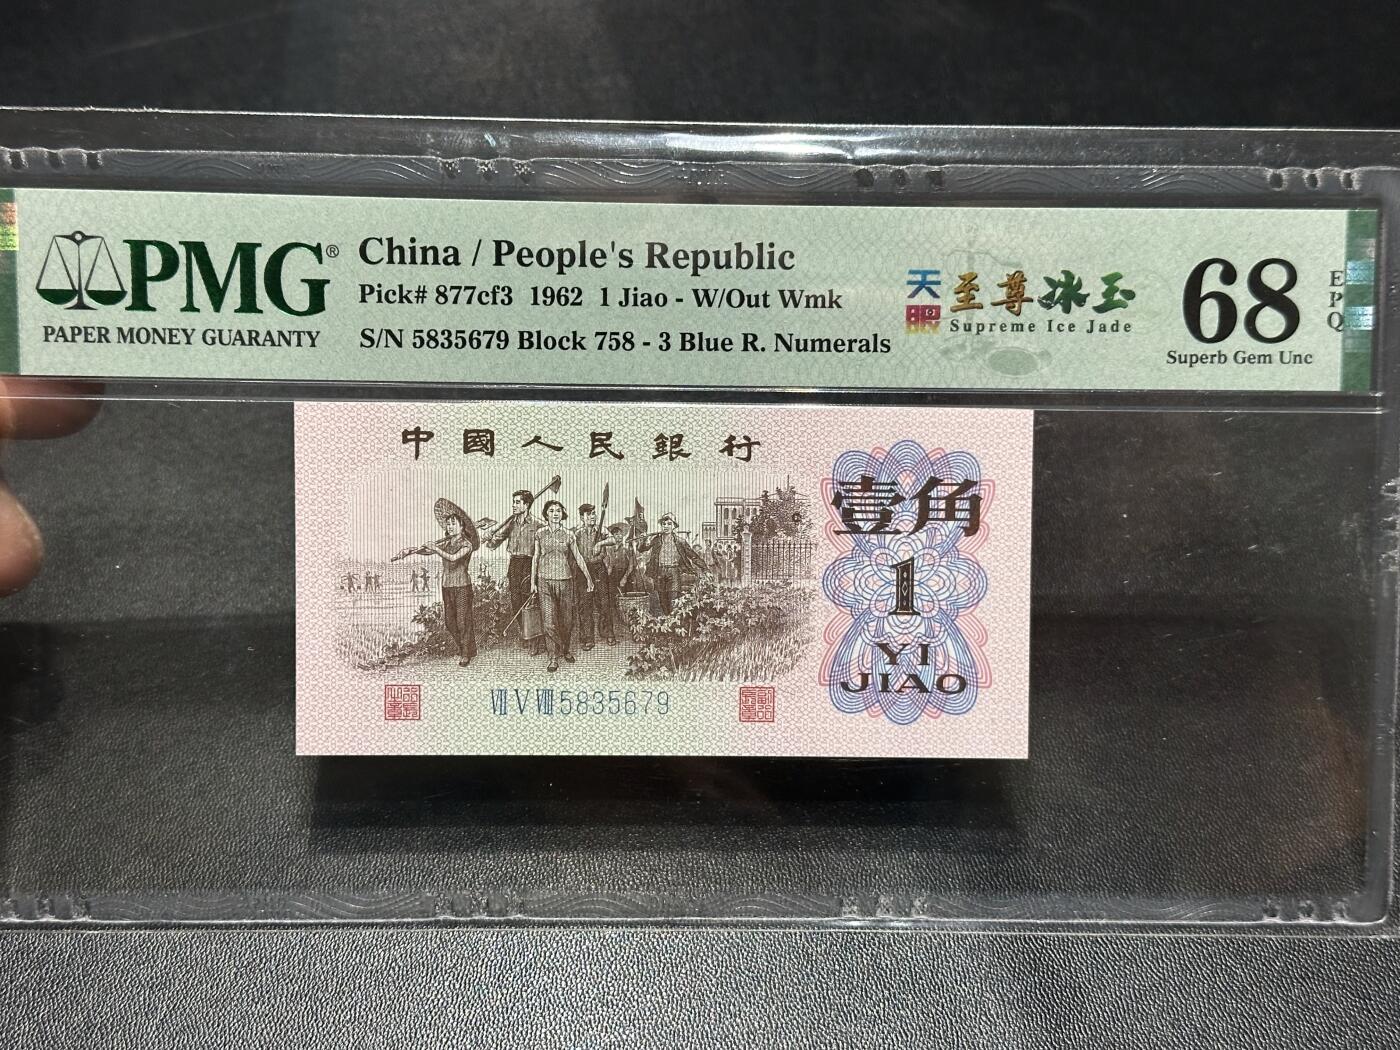 PMG®
PAPER MONEY GUARANTY
China / People's Republic
Pick# 877cf3 1962 1 Jiao - W/Out Wmk
S/N 5835679 Block 758 - 3 Blue R. Numerals
天眼
至尊冰玉
Supreme Ice Jade
68
EPQ
Superb Gem Unc
中國人民銀行
壹角
1
YI
JIAO
VII V VIII 5835679